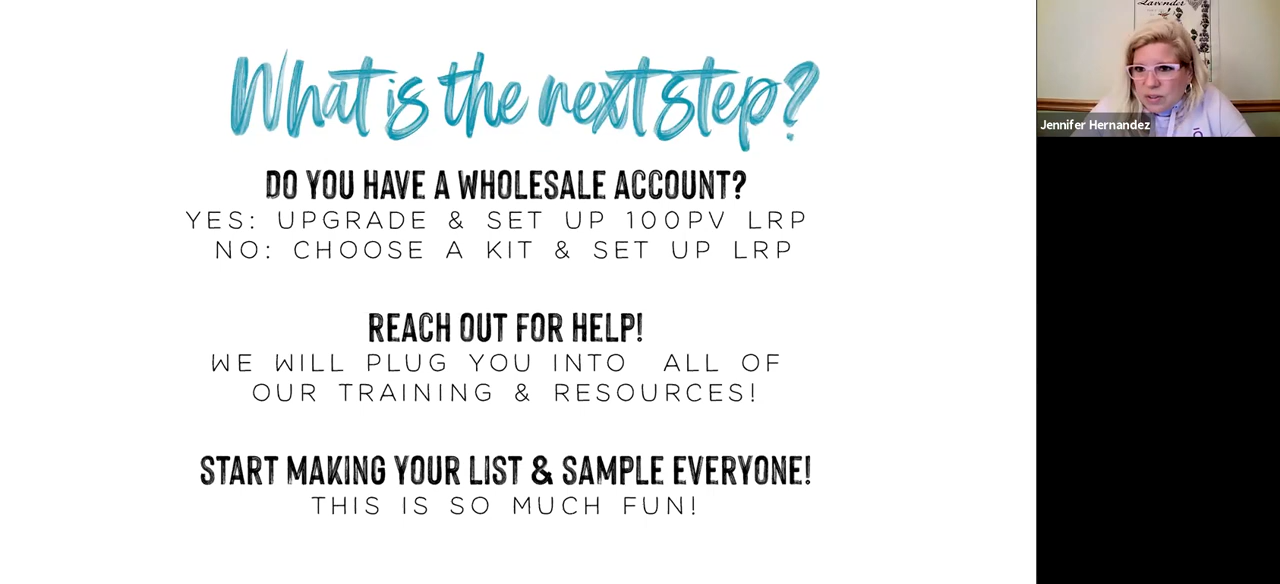 What is the next step?
DO YOU HAVE A WHOLESALE ACCOUNT?
YES: UPGRADE & SET UP 100PV LRP
NO: CHOOSE A KIT & SET UP LRP
REACH OUT FOR HELP!
WE WILL PLUG YOU INTO ALL OF
OUR TRAINING & RESOURCES!
START MAKING YOUR LIST & SAMPLE EVERYONE!
THIS IS SO MUCH FUN!
Lavender
Jennifer Hernandez